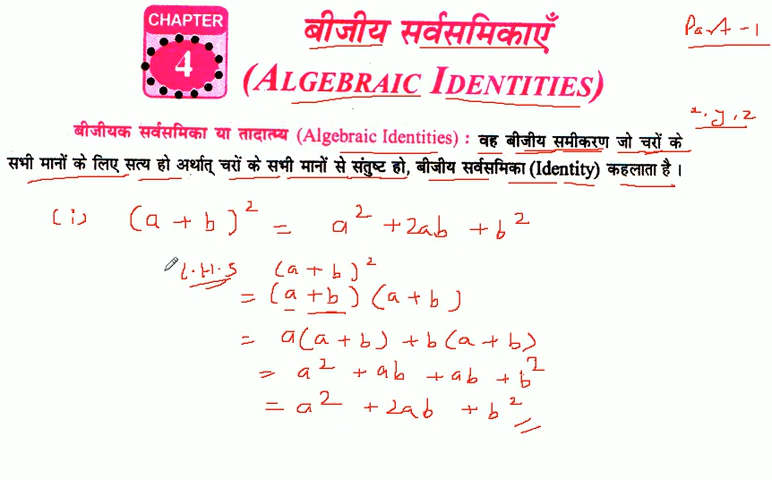 CHAPTER
4
बीजीय सर्वसमिकाएँ
(ALGEBRAIC IDENTITIES)
Part-1
x, y, z
बीजीयक सर्वसमिका या तादात्म्य (Algebraic Identities) : वह बीजीय समीकरण जो चरों के
सभी मानों के लिए सत्य हो अर्थात् चरों के सभी मानों से संतुष्ट हो, बीजीय सर्वसमिका (Identity) कहलाता है।
(i) (a + b)² = a² + 2ab + b²
L.H.S (a + b)²
= (a + b) (a + b)
= a(a + b) + b(a + b)
= a² + ab + ab + b²
= a² + 2ab + b²